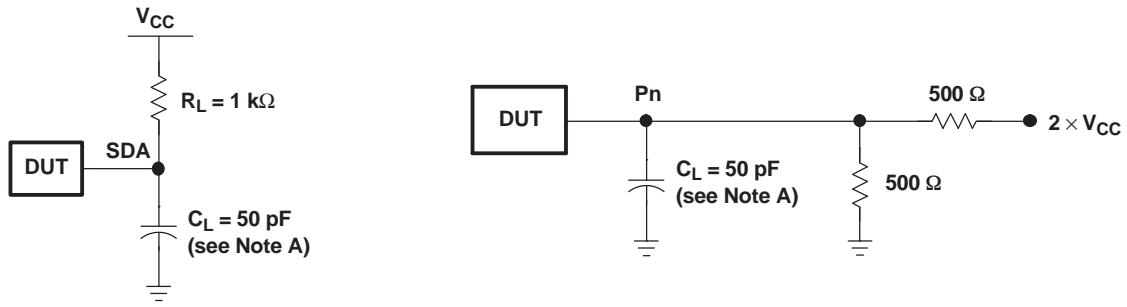 VCC
RL = 1 kΩ
DUT
SDA
CL = 50 pF
(see Note A)
DUT
Pn
500 Ω
2 × VCC
CL = 50 pF
(see Note A)
500 Ω